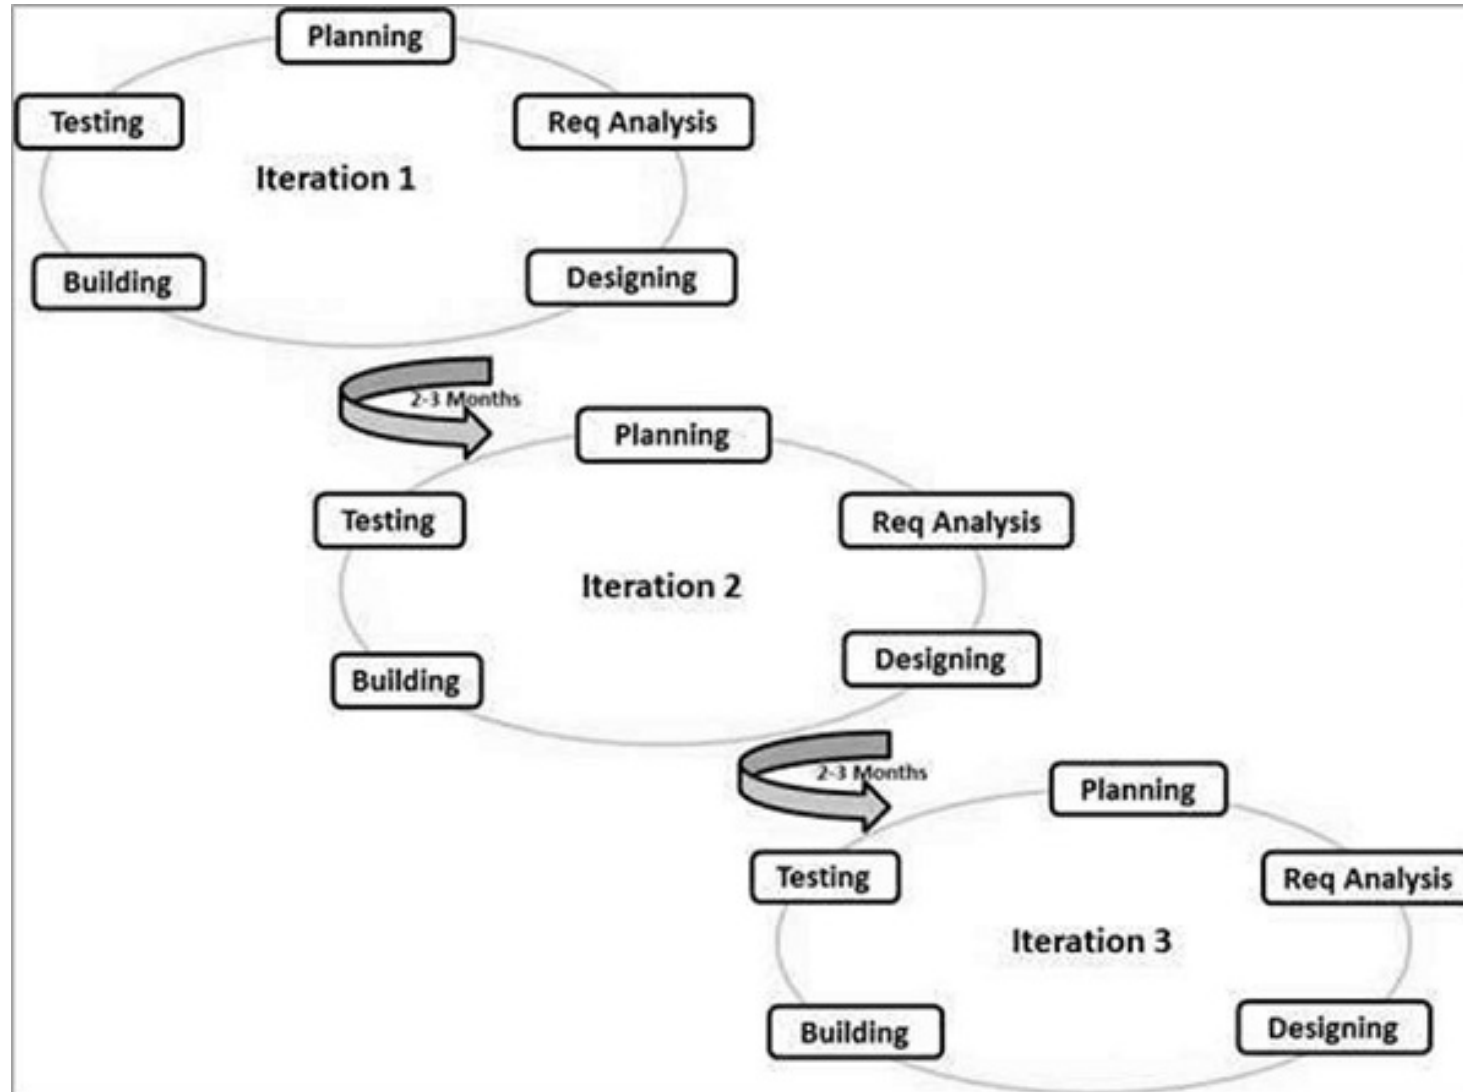 Planning
Testing
Req Analysis
Iteration 1
Building
Designing
2-3 Months
Planning
Testing
Req Analysis
Iteration 2
Building
Designing
2-3 Months
Planning
Testing
Req Analysis
Iteration 3
Building
Designing